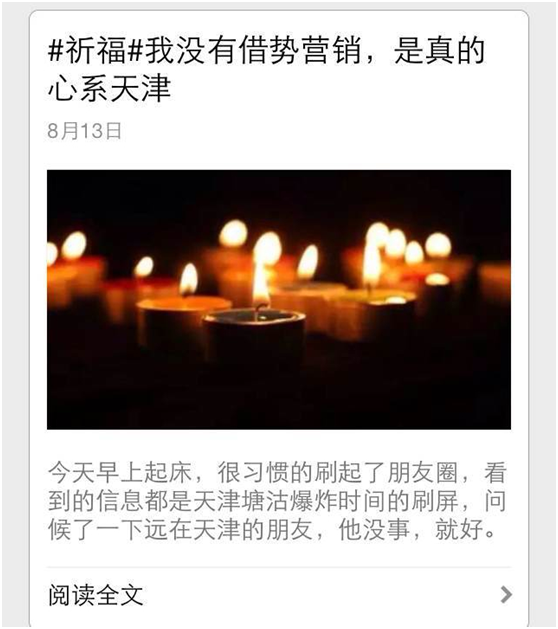 #祈福#我没有借势营销，是真的
心系天津
8月13日
今天早上起床，很习惯的刷起了朋友圈，看
到的信息都是天津塘沽爆炸时间的刷屏，问
候了一下远在天津的朋友，他没事，就好。
阅读全文